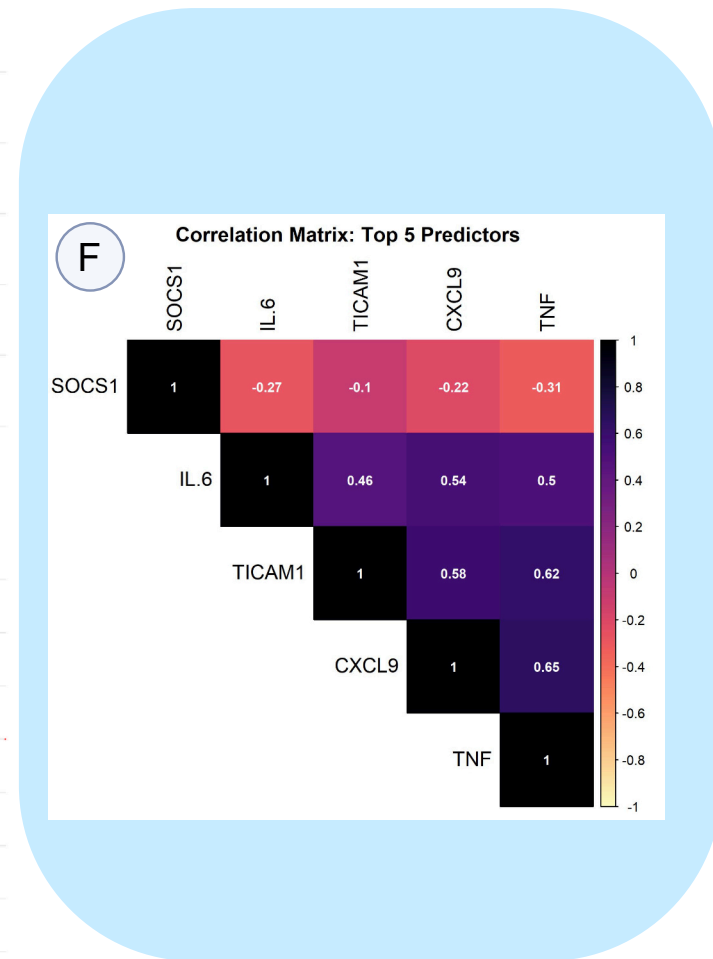 F
Correlation Matrix: Top 5 Predictors
SOCS1 IL.6 TICAM1 CXCL9 TNF
SOCS1 1 -0.27 -0.1 -0.22 -0.31
IL.6 1 0.46 0.54 0.5
TICAM1 1 0.58 0.62
CXCL9 1 0.65
TNF 1
1
0.8
0.6
0.4
0.2
0
-0.2
-0.4
-0.6
-0.8
-1